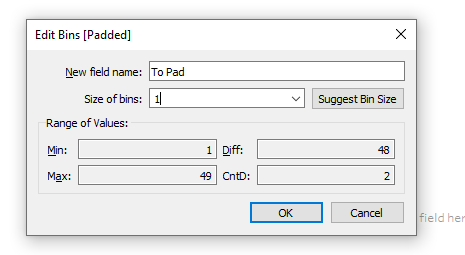 Edit Bins [Padded]
New field name: To Pad
Size of bins: 1 Suggest Bin Size
Range of Values:
Min: 1 Diff: 48
Max: 49 CntD: 2
OK Cancel
field her